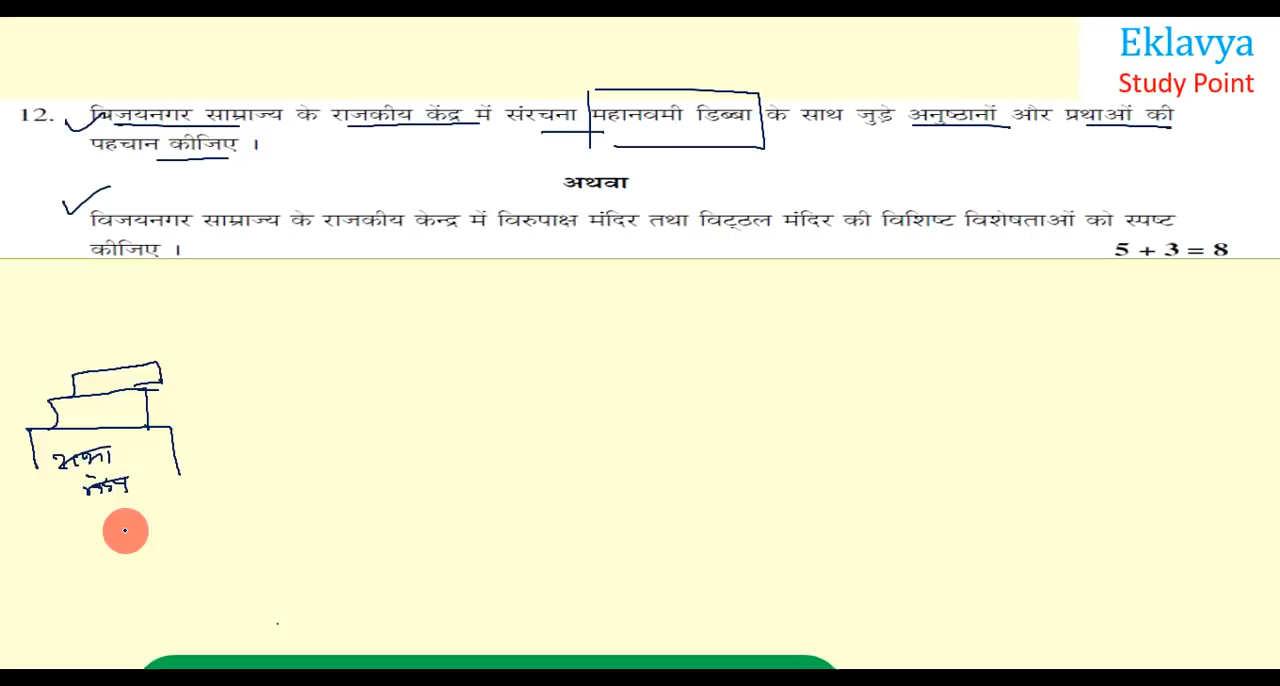 Eklavya
Study Point
12. विजयनगर साम्राज्य के राजकीय केंद्र में संरचना महानवमी डिब्बा के साथ जुड़े अनुष्ठानों और प्रथाओं की
पहचान कीजिए ।
अथवा
विजयनगर साम्राज्य के राजकीय केन्द्र में विरुपाक्ष मंदिर तथा विट्ठल मंदिर की विशिष्ट विशेषताओं को स्पष्ट
कीजिए ।
5 + 3 = 8